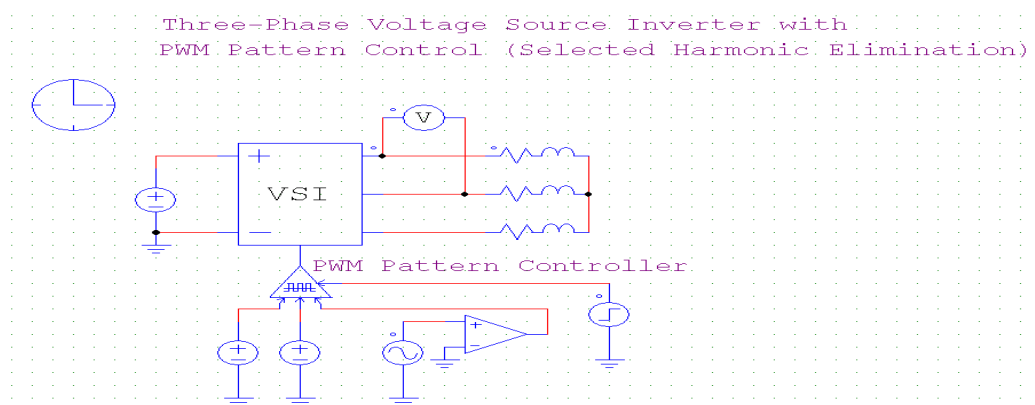 Three-Phase Voltage Source Inverter with
PWM Pattern Control (Selected Harmonic Elimination)
V
VSI
PWM Pattern Controller